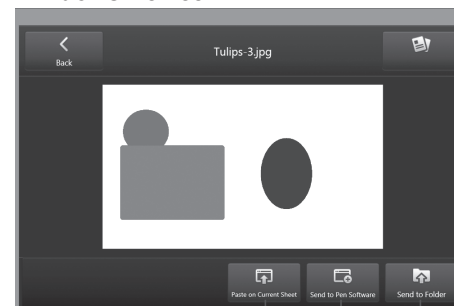 Tulips-3.jpg
Back
Paste on Current Sheet
Send to Pen Software
Send to Folder